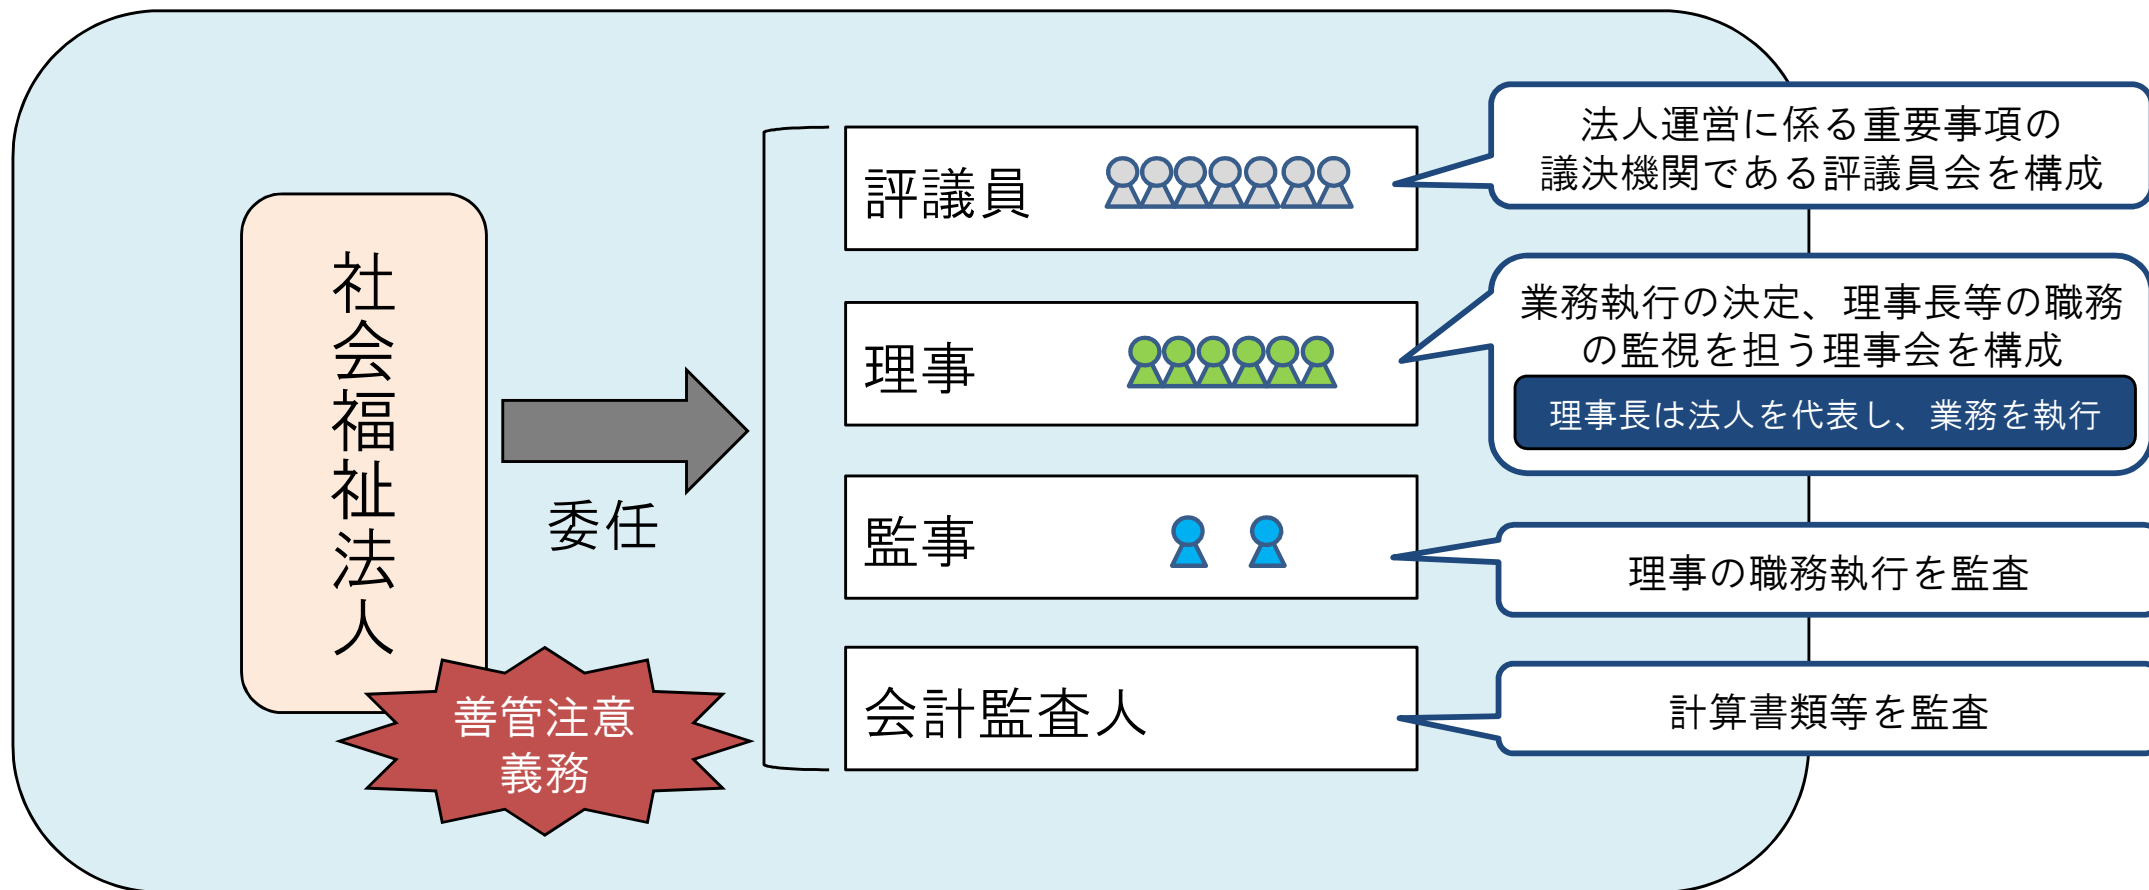 社会福祉法人
委任
善管注意
義務
評議員
法人運営に係る重要事項の
議決機関である評議員会を構成
理事
業務執行の決定、理事長等の職務
の監視を担う理事会を構成
理事長は法人を代表し、業務を執行
監事
理事の職務執行を監査
会計監査人
計算書類等を監査